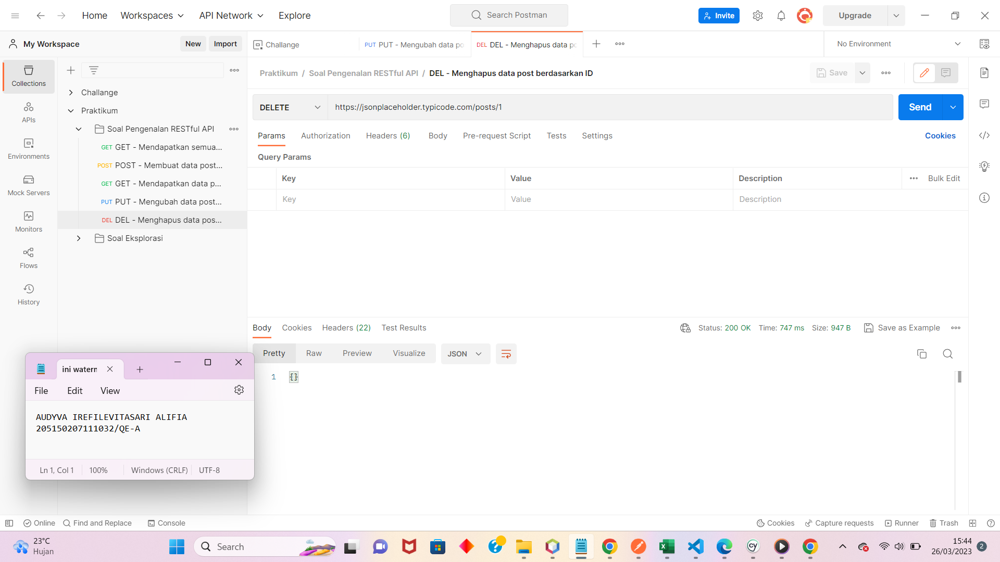 Home Workspaces API Network Explore Search Postman Invite Upgrade
My Workspace New Import Challange PUT PUT - Mengubah data po DEL DEL - Menghapus data po No Environment
Praktikum / Soal Pengenalan RESTful API / DEL - Menghapus data post berdasarkan ID Save
Collections
APIs
Environments
Mock Servers
Monitors
Flows
History
Challange
Praktikum
Soal Pengenalan RESTful API
GET GET - Mendapatkan semua...
POST POST - Membuat data post...
GET GET - Mendapatkan data p...
PUT PUT - Mengubah data post...
DEL DEL - Menghapus data pos...
Soal Eksplorasi
DELETE https://jsonplaceholder.typicode.com/posts/1 Send
Params Authorization Headers (6) Body Pre-request Script Tests Settings Cookies
Query Params
Key Value Description Bulk Edit
Key Value Description
Body Cookies Headers (22) Test Results Status: 200 OK Time: 747 ms Size: 947 B Save as Example
Pretty Raw Preview Visualize JSON
1 {}
ini waterm
File Edit View
AUDYVA IREFILEVITASARI ALIFIA
205150207111032/QE-A
Ln 1, Col 1 100% Windows (CRLF) UTF-8
Online Find and Replace Console Cookies Capture requests Runner Trash
23°C
Hujan
Search
15:44
26/03/2023 2